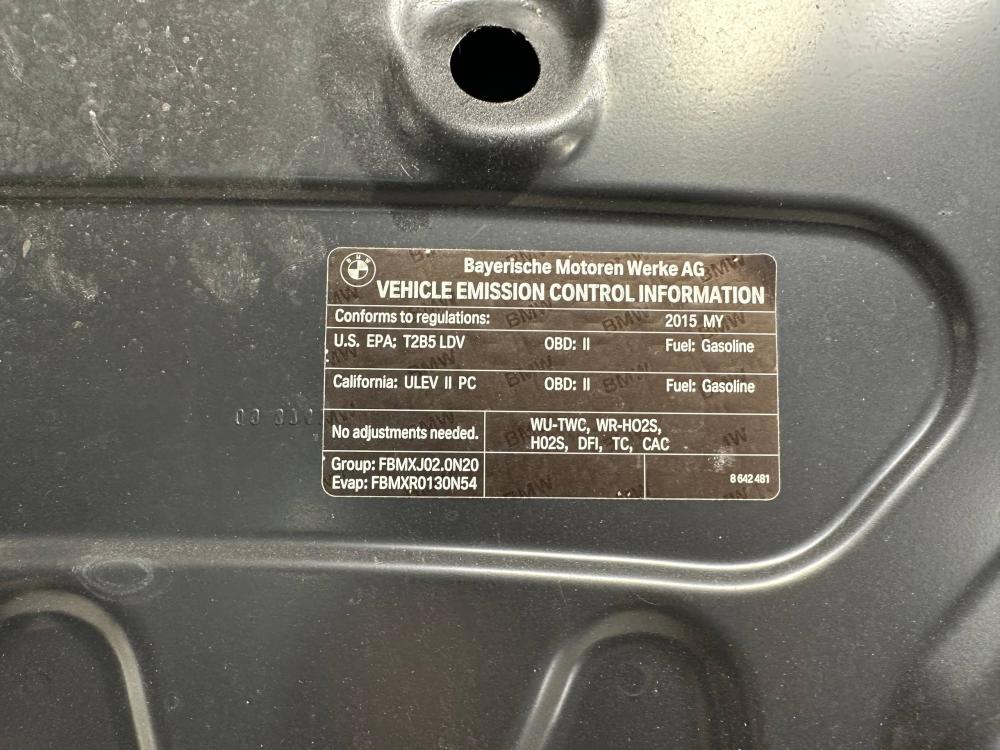 BMW
Bayerische Motoren Werke AG
VEHICLE EMISSION CONTROL INFORMATION
Conforms to regulations: 2015 MY
U.S. EPA: T2B5 LDV OBD: II Fuel: Gasoline
California: ULEV II PC OBD: II Fuel: Gasoline
No adjustments needed.
WU-TWC, WR-HO2S,
HO2S, DFI, TC, CAC
Group: FBMXJ02.0N20
Evap: FBMXR0130N54
8 642 481